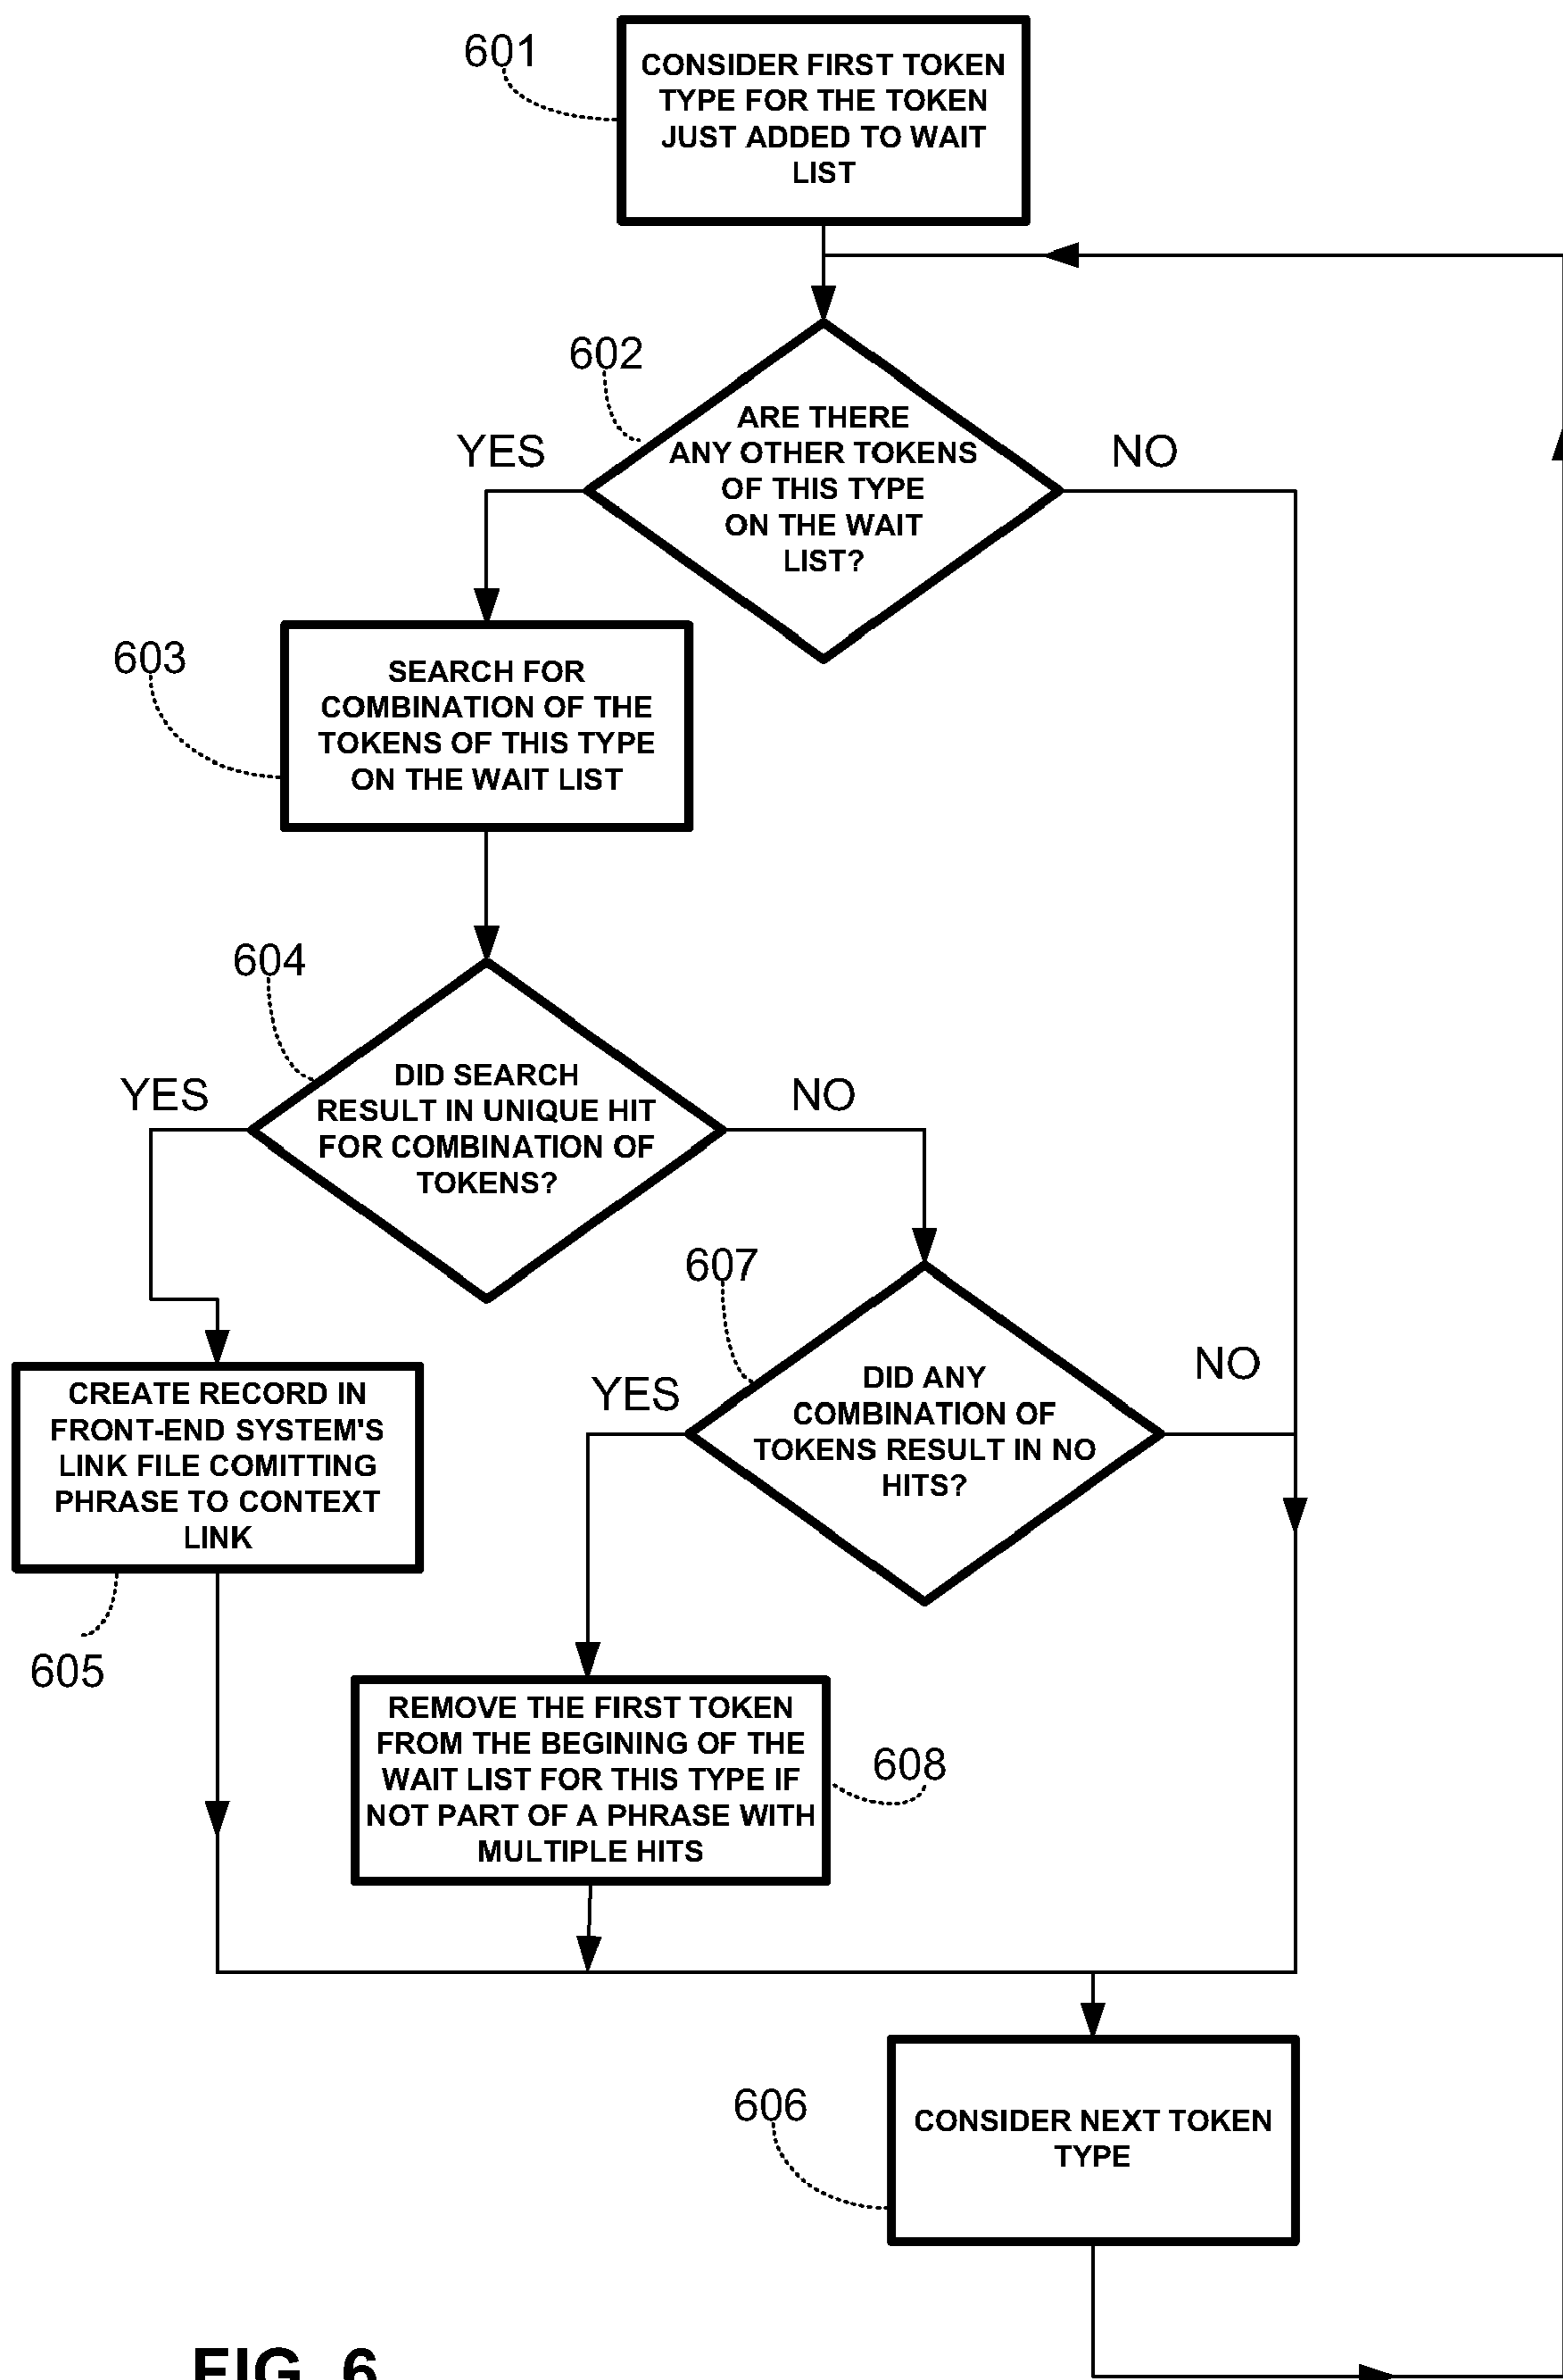 601
CONSIDER FIRST TOKEN
TYPE FOR THE TOKEN
JUST ADDED TO WAIT
LIST
602
YES
ARE THERE
ANY OTHER TOKENS
OF THIS TYPE
ON THE WAIT
LIST?
NO
603
SEARCH FOR
COMBINATION OF THE
TOKENS OF THIS TYPE
ON THE WAIT LIST
604
YES
DID SEARCH
RESULT IN UNIQUE HIT
FOR COMBINATION OF
TOKENS?
NO
607
YES
DID ANY
COMBINATION OF
TOKENS RESULT IN NO
HITS?
NO
CREATE RECORD IN
FRONT-END SYSTEM'S
LINK FILE COMITTING
PHRASE TO CONTEXT
LINK
605
REMOVE THE FIRST TOKEN
FROM THE BEGINING OF THE
WAIT LIST FOR THIS TYPE IF
NOT PART OF A PHRASE WITH
MULTIPLE HITS
608
606
CONSIDER NEXT TOKEN
TYPE
FIG. 6